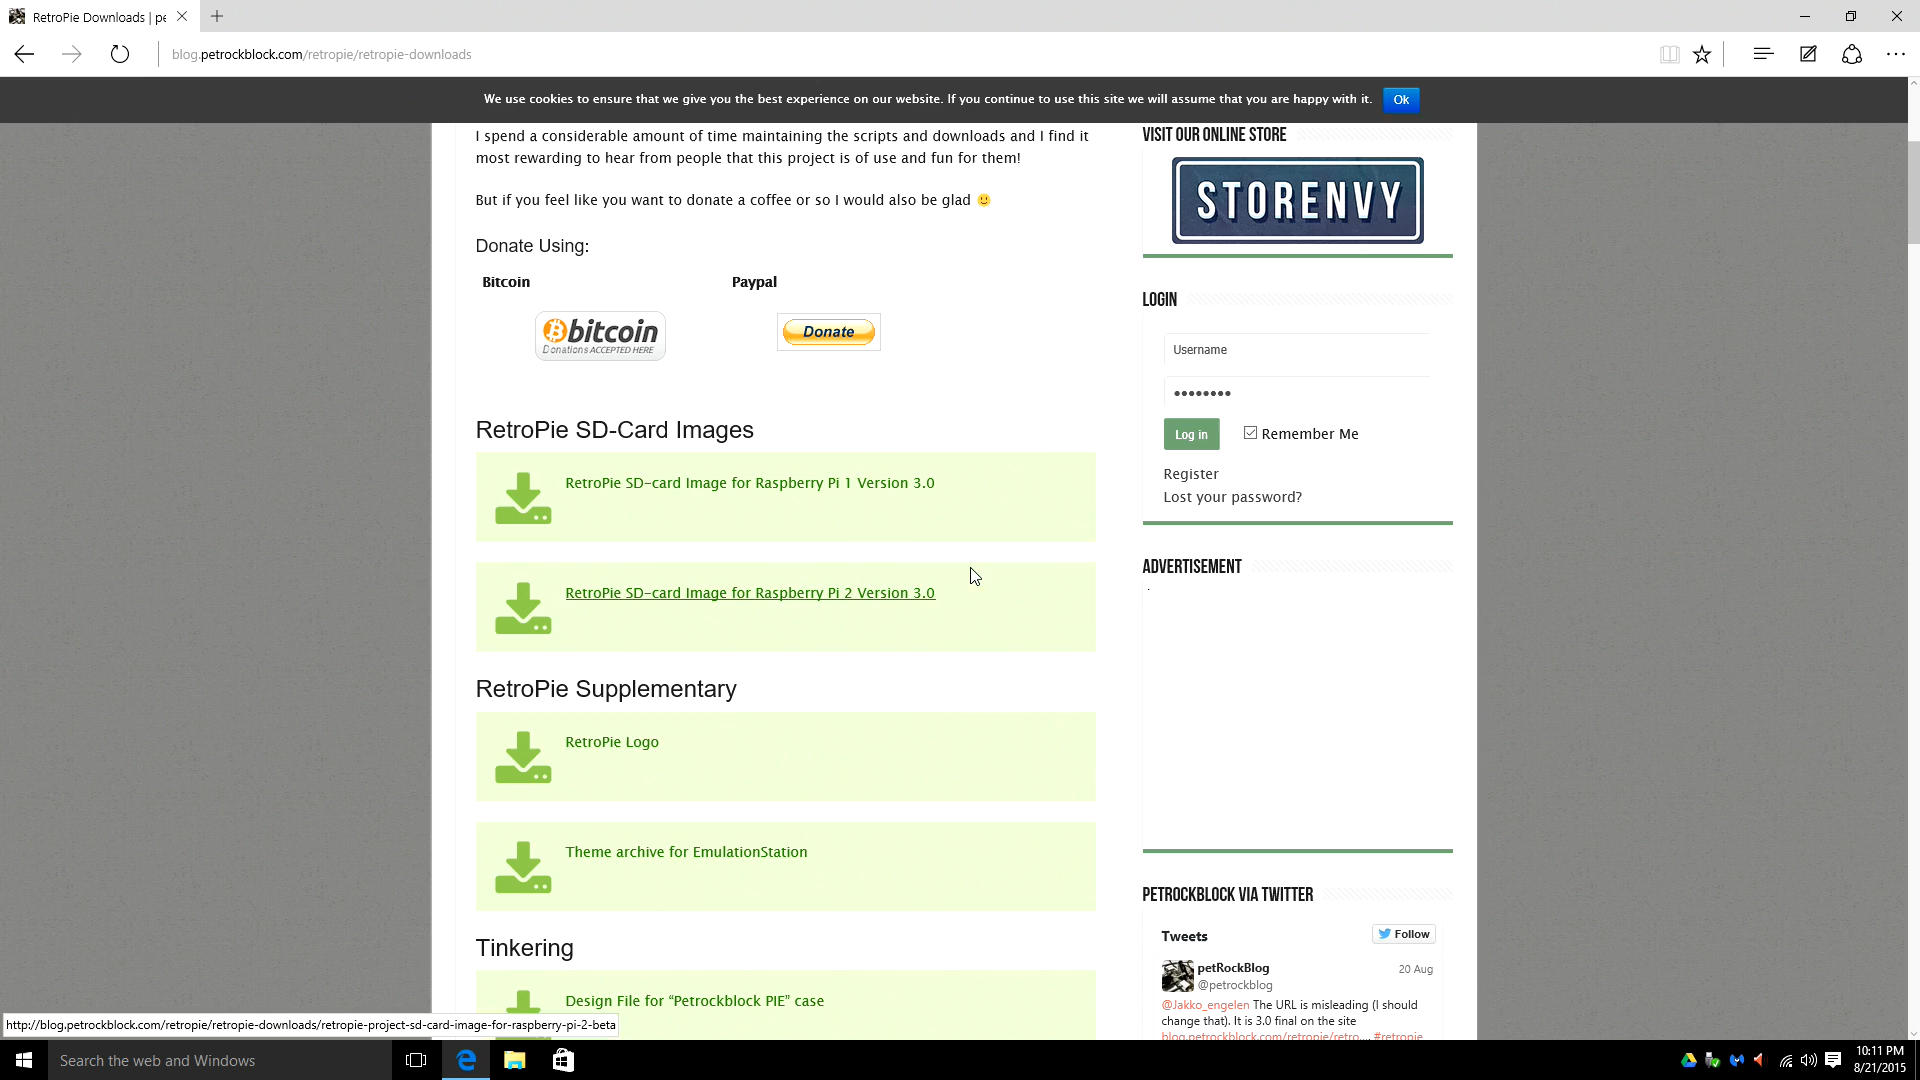 RetroPie Downloads | pe
blog.petrockblock.com/retropie/retropie-downloads
We use cookies to ensure that we give you the best experience on our website. If you continue to use this site we will assume that you are happy with it.
Ok
I spend a considerable amount of time maintaining the scripts and downloads and I find it
most rewarding to hear from people that this project is of use and fun for them!
But if you feel like you want to donate a coffee or so I would also be glad
Donate Using:
Bitcoin
Paypal
bitcoin
Donations ACCEPTED HERE
Donate
RetroPie SD-Card Images
RetroPie SD-card Image for Raspberry Pi 1 Version 3.0
RetroPie SD-card Image for Raspberry Pi 2 Version 3.0
RetroPie Supplementary
RetroPie Logo
Theme archive for EmulationStation
Tinkering
Design File for “Petrockblock PIE” case
VISIT OUR ONLINE STORE
STORENVY
LOGIN
Username
••••••••
Log in
Remember Me
Register
Lost your password?
ADVERTISEMENT
.
PETROCKBLOCK VIA TWITTER
Tweets
Follow
petRockBlog
20 Aug
@petrockblog
@Jakko_engelen The URL is misleading (I should
change that). It is 3.0 final on the site
blog.petrockblock.com/retropie/retro… #retropie
http://blog.petrockblock.com/retropie/retropie-downloads/retropie-project-sd-card-image-for-raspberry-pi-2-beta
Search the web and Windows
10:11 PM
8/21/2015